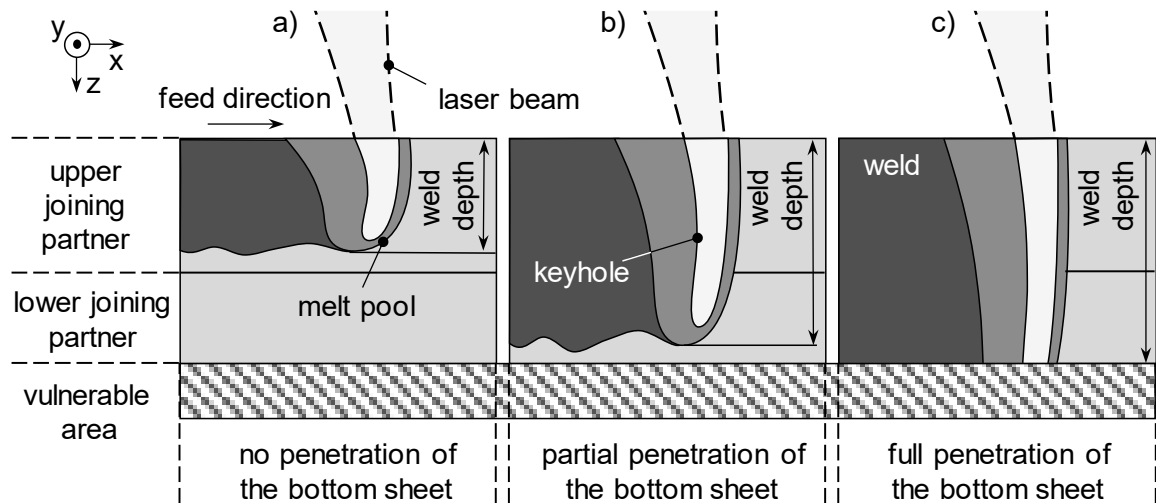 a)
b)
c)
y
x
z
feed direction
laser beam
upper
joining
partner
weld
depth
weld
depth
weld
weld
depth
keyhole
melt pool
lower joining
partner
vulnerable
area
no penetration of
the bottom sheet
partial penetration of
the bottom sheet
full penetration of
the bottom sheet